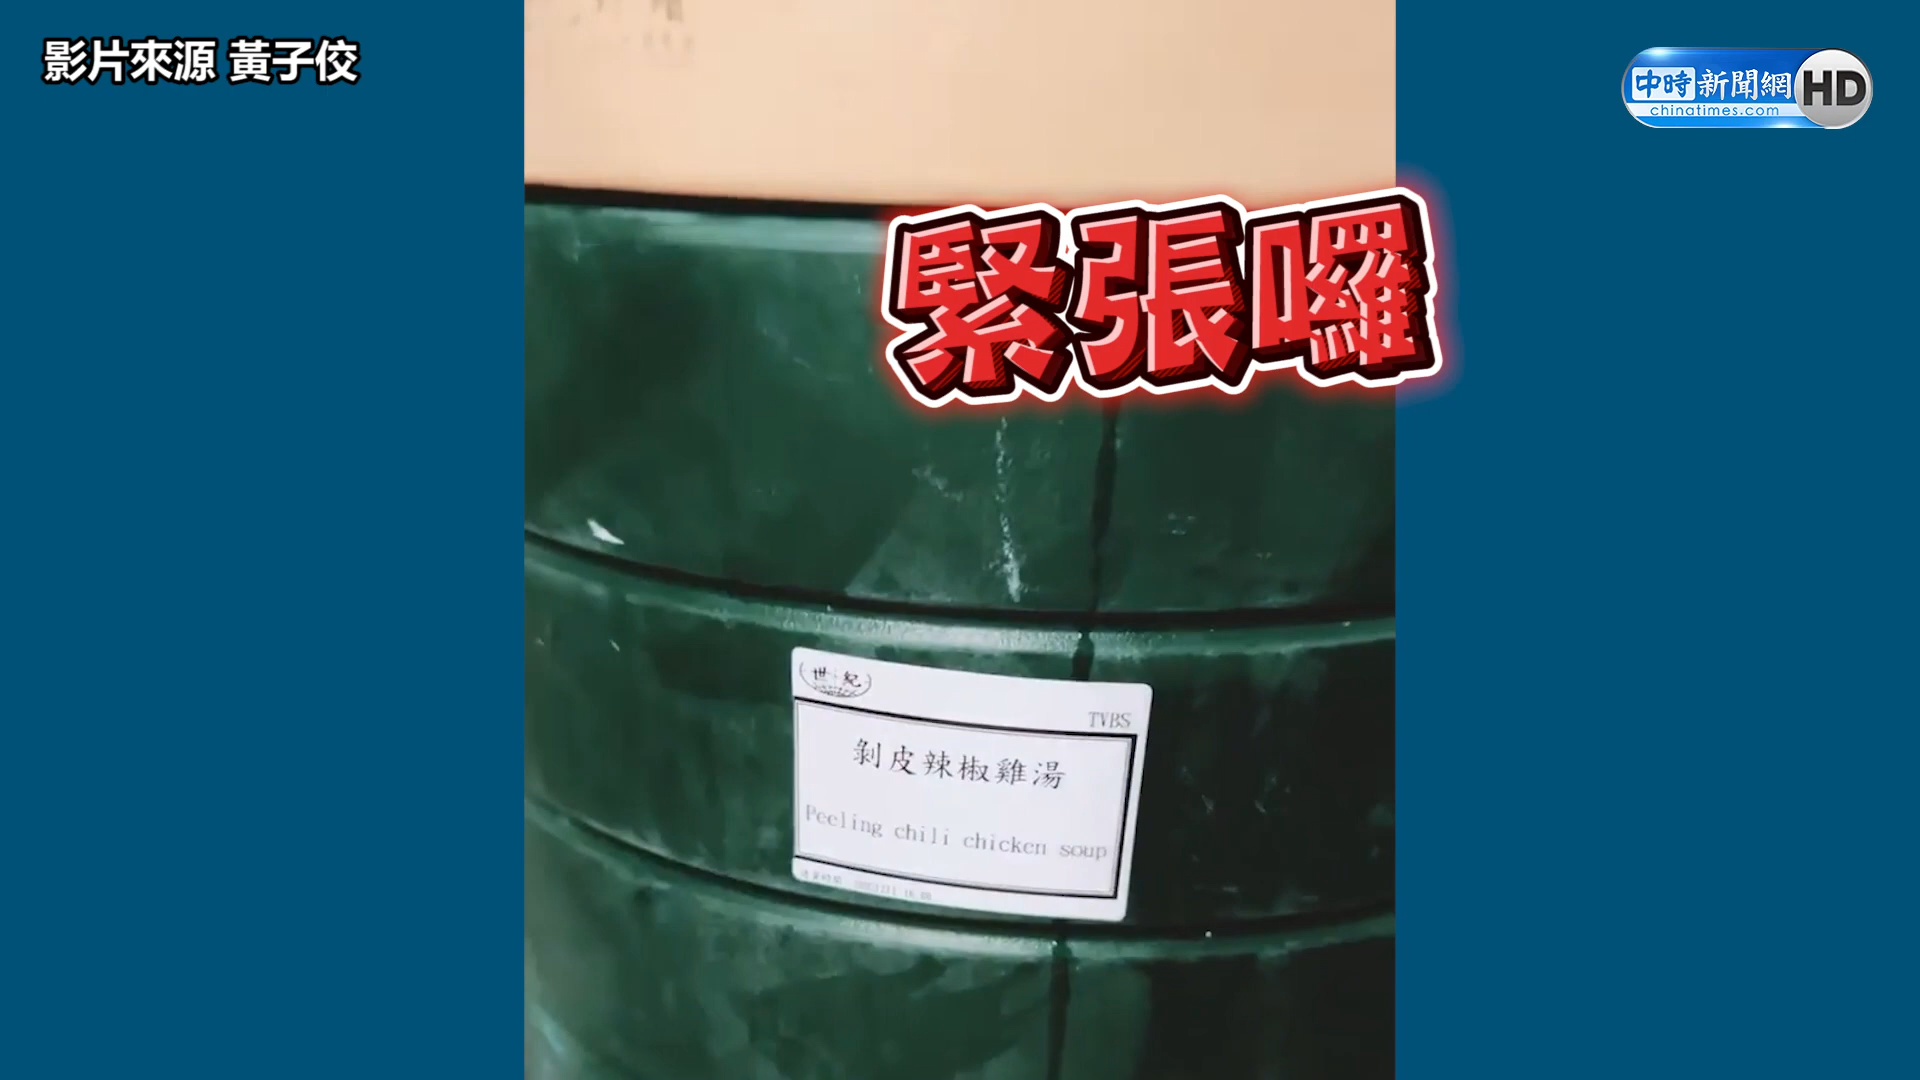 影片來源 黃子佼
中時新聞網 HD
chinatimes.com
緊張囉
世紀
TVBS
剝皮辣椒雞湯
Peeling chili chicken soup